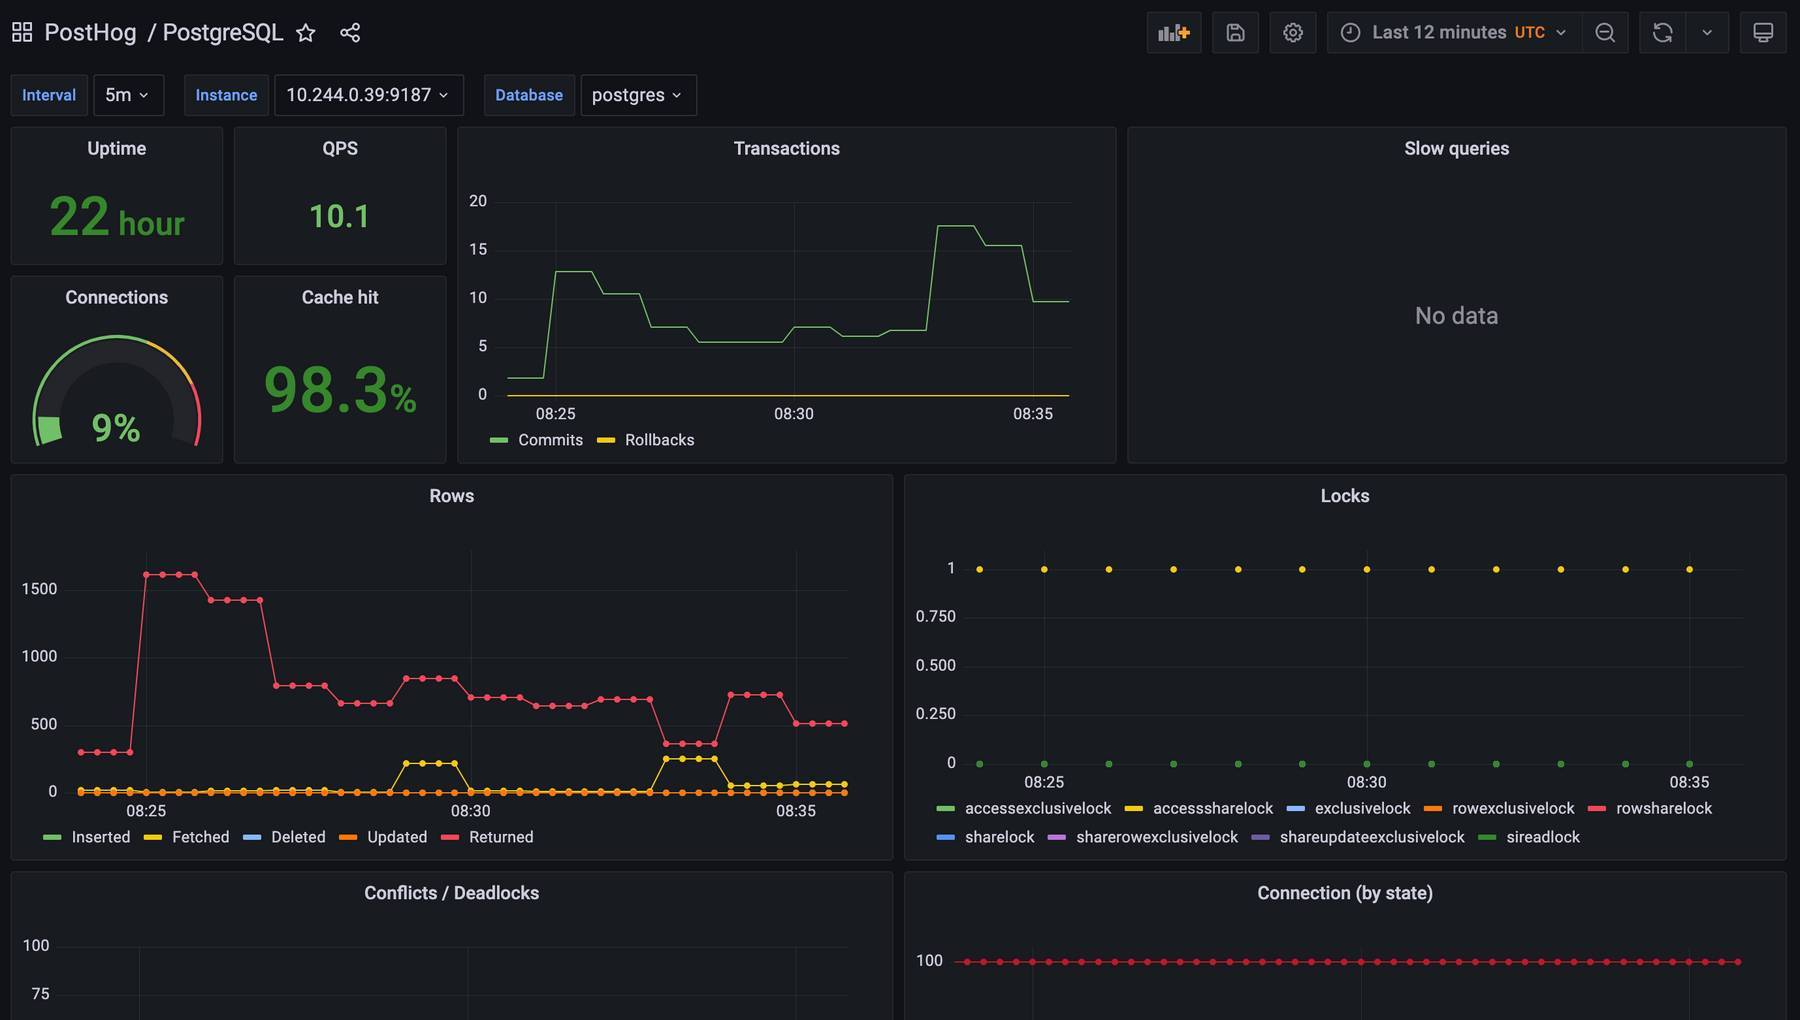 PostHog / PostgreSQL
Last 12 minutes UTC
Interval 5m Instance 10.244.0.39:9187 Database postgres
Uptime
22 hour
QPS
10.1
Connections
9%
Cache hit
98.3%
Transactions
20
15
10
5
0
08:25 08:30 08:35
Commits Rollbacks
Slow queries
No data
Rows
1500
1000
500
0
08:25 08:30 08:35
Inserted Fetched Deleted Updated Returned
Locks
1
0.750
0.500
0.250
0
08:25 08:30 08:35
accessexclusivelock accesssharelock exclusivelock rowexclusivelock rowsharelock
sharelock sharerowexclusivelock shareupdateexclusivelock sireadlock
Conflicts / Deadlocks
100
75
Connection (by state)
100